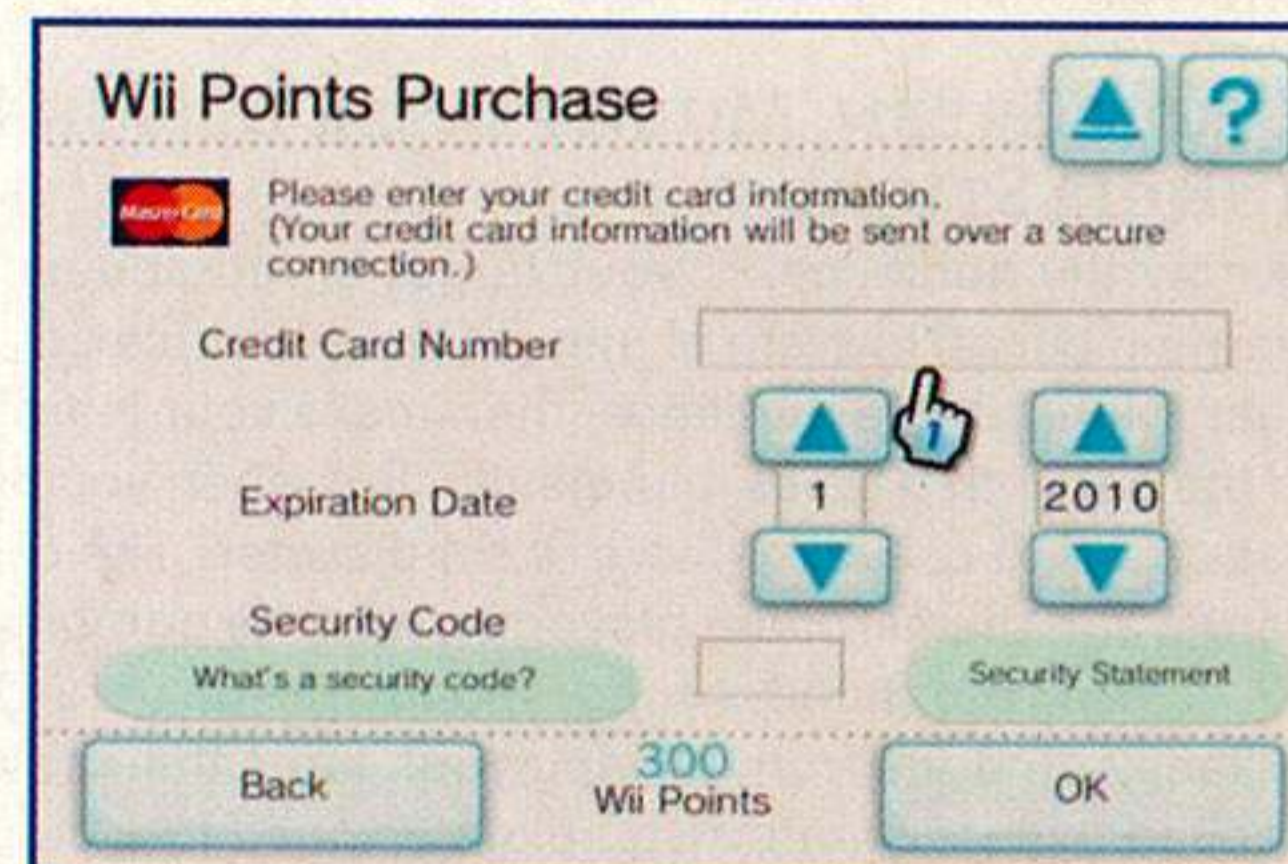 Wii Points Purchase
?
MasterCard
Please enter your credit card information.
(Your credit card information will be sent over a secure
connection.)
Credit Card Number
1
Expiration Date
1
2010
Security Code
What's a security code?
Security Statement
Back
300
Wii Points
OK